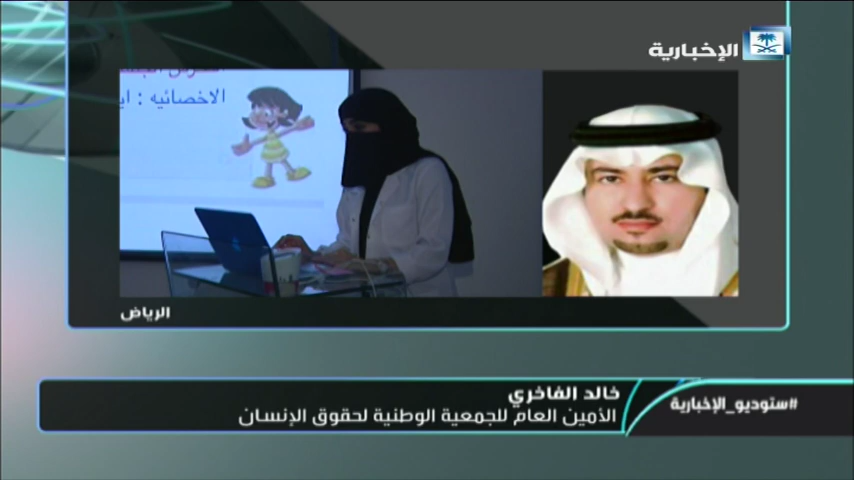 الإخبارية
الاخصائيه :
الرياض
خالد الفاخري
الأمين العام للجمعية الوطنية لحقوق الإنسان
#ستوديو_الإخبارية